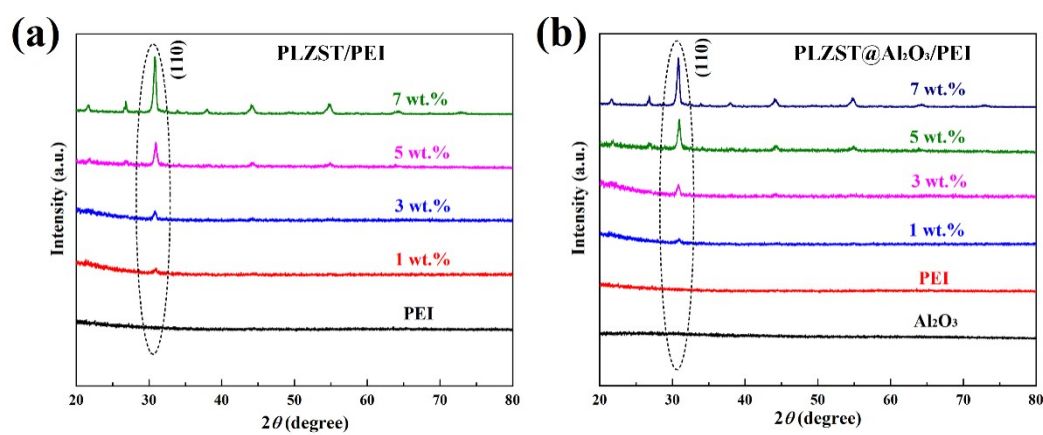 (a)
PLZST/PEI
(110)
7 wt.%
5 wt.%
3 wt.%
1 wt.%
PEI
Intensity (a.u.)
20 30 40 50 60 70 80
2θ (degree)
(b)
PLZST@Al₂O₃/PEI
(110)
7 wt.%
5 wt.%
3 wt.%
1 wt.%
PEI
Al₂O₃
Intensity (a.u.)
20 30 40 50 60 70 80
2θ (degree)